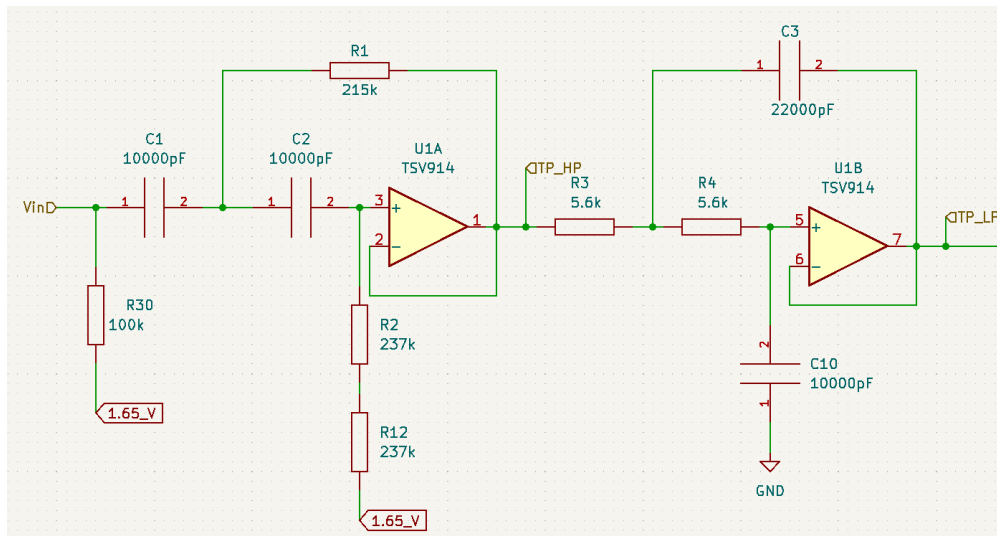 C3
R1
1
2
215k
22000pF
C1
10000pF
C2
10000pF
U1A
TSV914
U1B
TSV914
TP_HP
R3
5.6k
R4
5.6k
Vin
1
2
1
2
3
+
2
−
1
5
+
6
−
7
TP_LP
R30
100k
R2
237k
2
C10
10000pF
1
1.65_V
R12
237k
GND
1.65_V